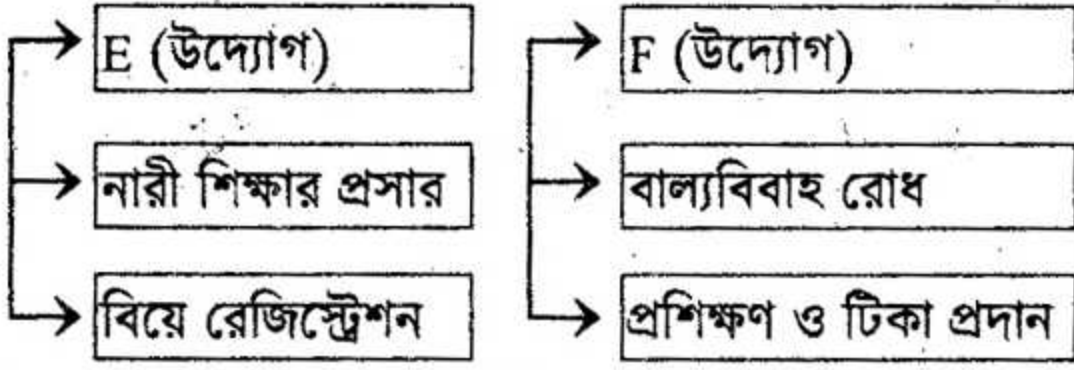 E (উদ্যোগ)
নারী শিক্ষার প্রসার
বিয়ে রেজিস্ট্রেশন
F (উদ্যোগ)
বাল্যবিবাহ রোধ
প্রশিক্ষণ ও টিকা প্রদান